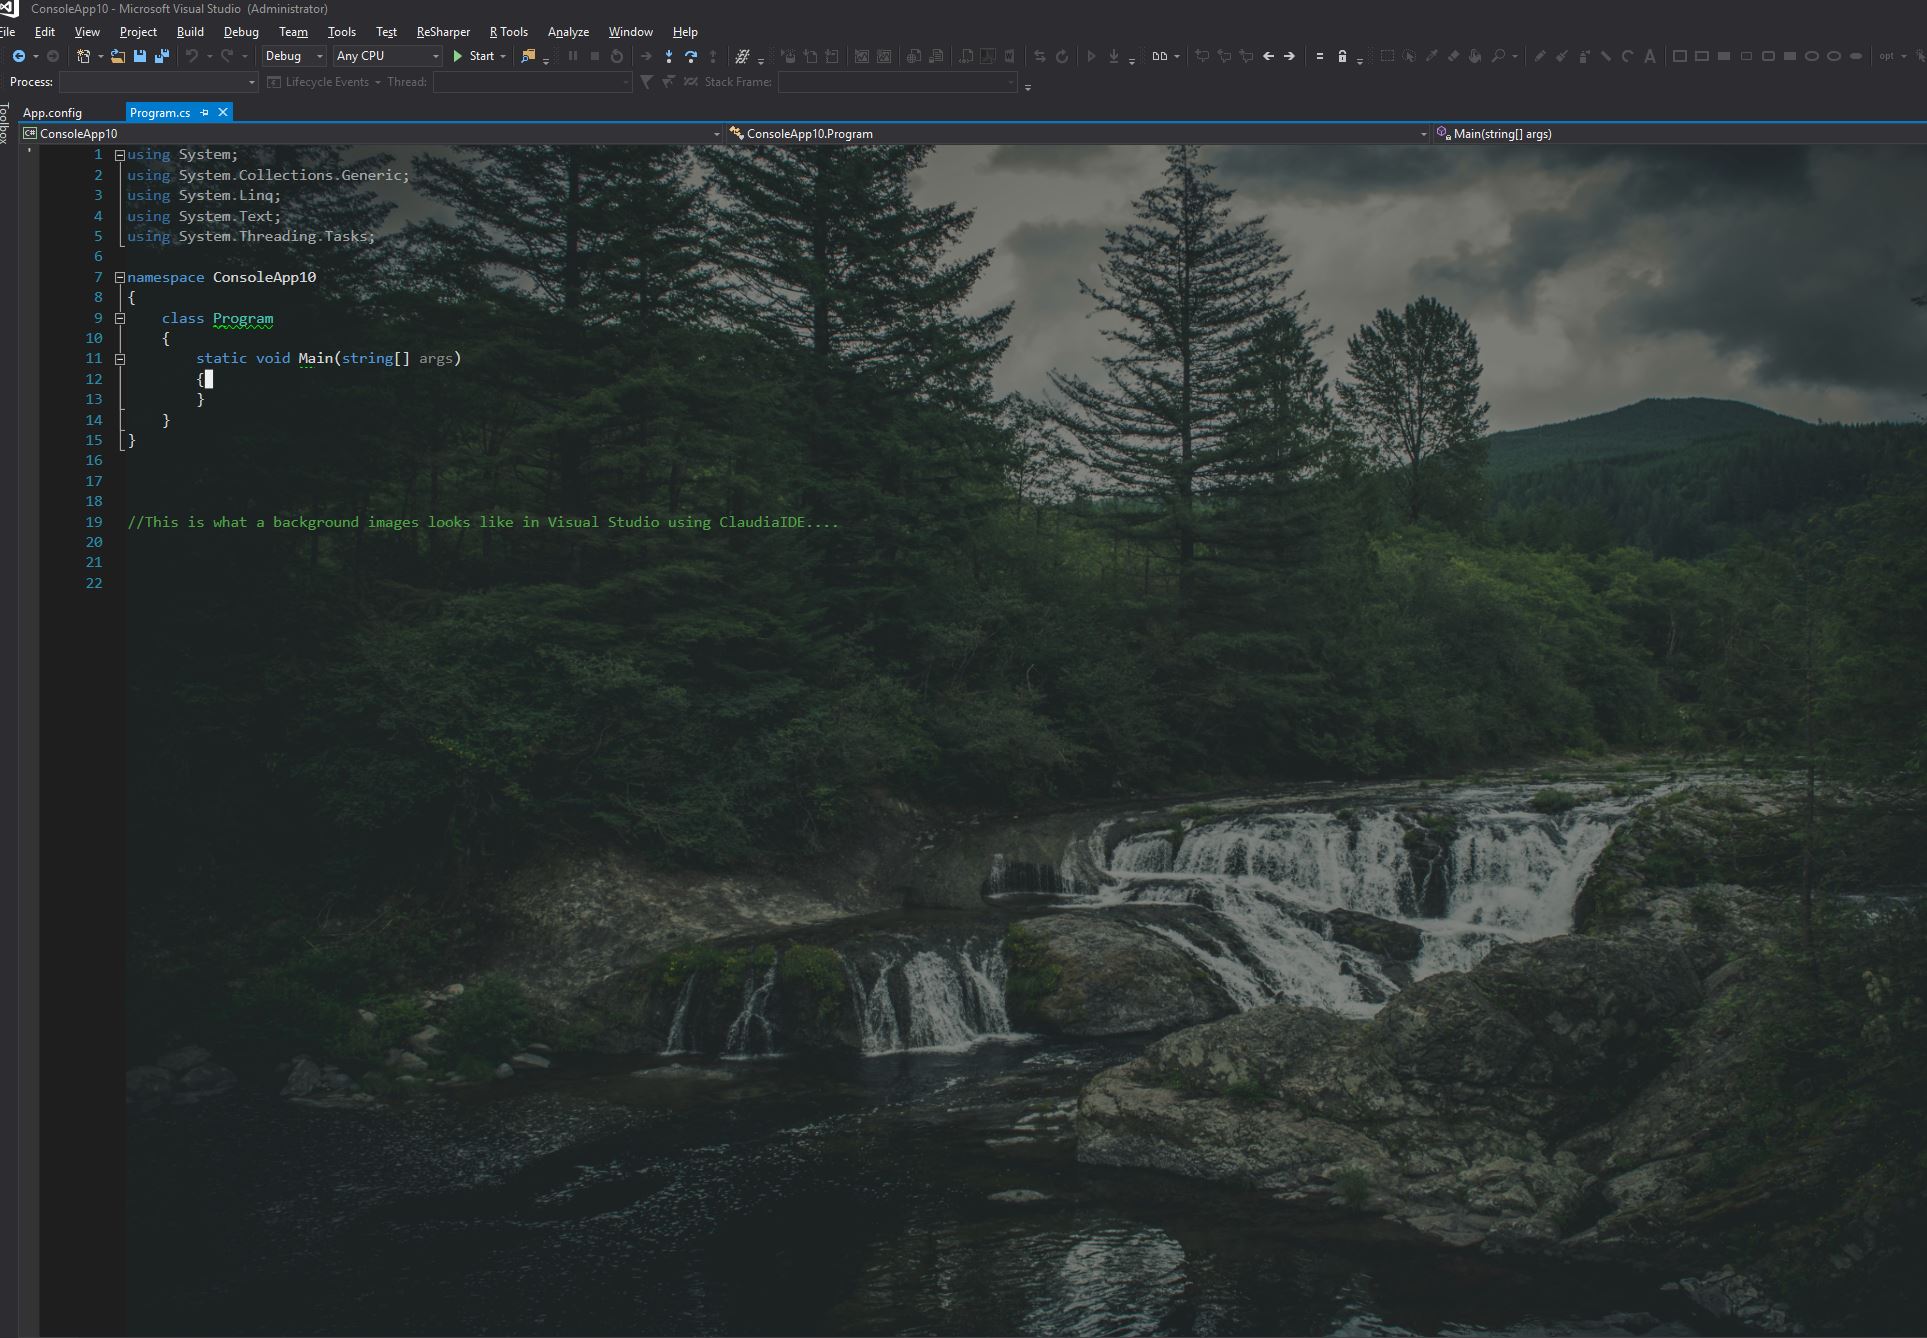 ConsoleApp10 - Microsoft Visual Studio (Administrator)
File Edit View Project Build Debug Team Tools Test ReSharper R Tools Analyze Window Help
Debug Any CPU Start opt
Process: Lifecycle Events Thread: Stack Frame:
Toolbox
App.config Program.cs
C# ConsoleApp10 ConsoleApp10.Program Main(string[] args)
1 using System;
2 using System.Collections.Generic;
3 using System.Linq;
4 using System.Text;
5 using System.Threading.Tasks;
6
7 namespace ConsoleApp10
8 {
9 class Program
10 {
11 static void Main(string[] args)
12 {
13 }
14 }
15 }
16
17
18
19 //This is what a background images looks like in Visual Studio using ClaudiaIDE....
20
21
22